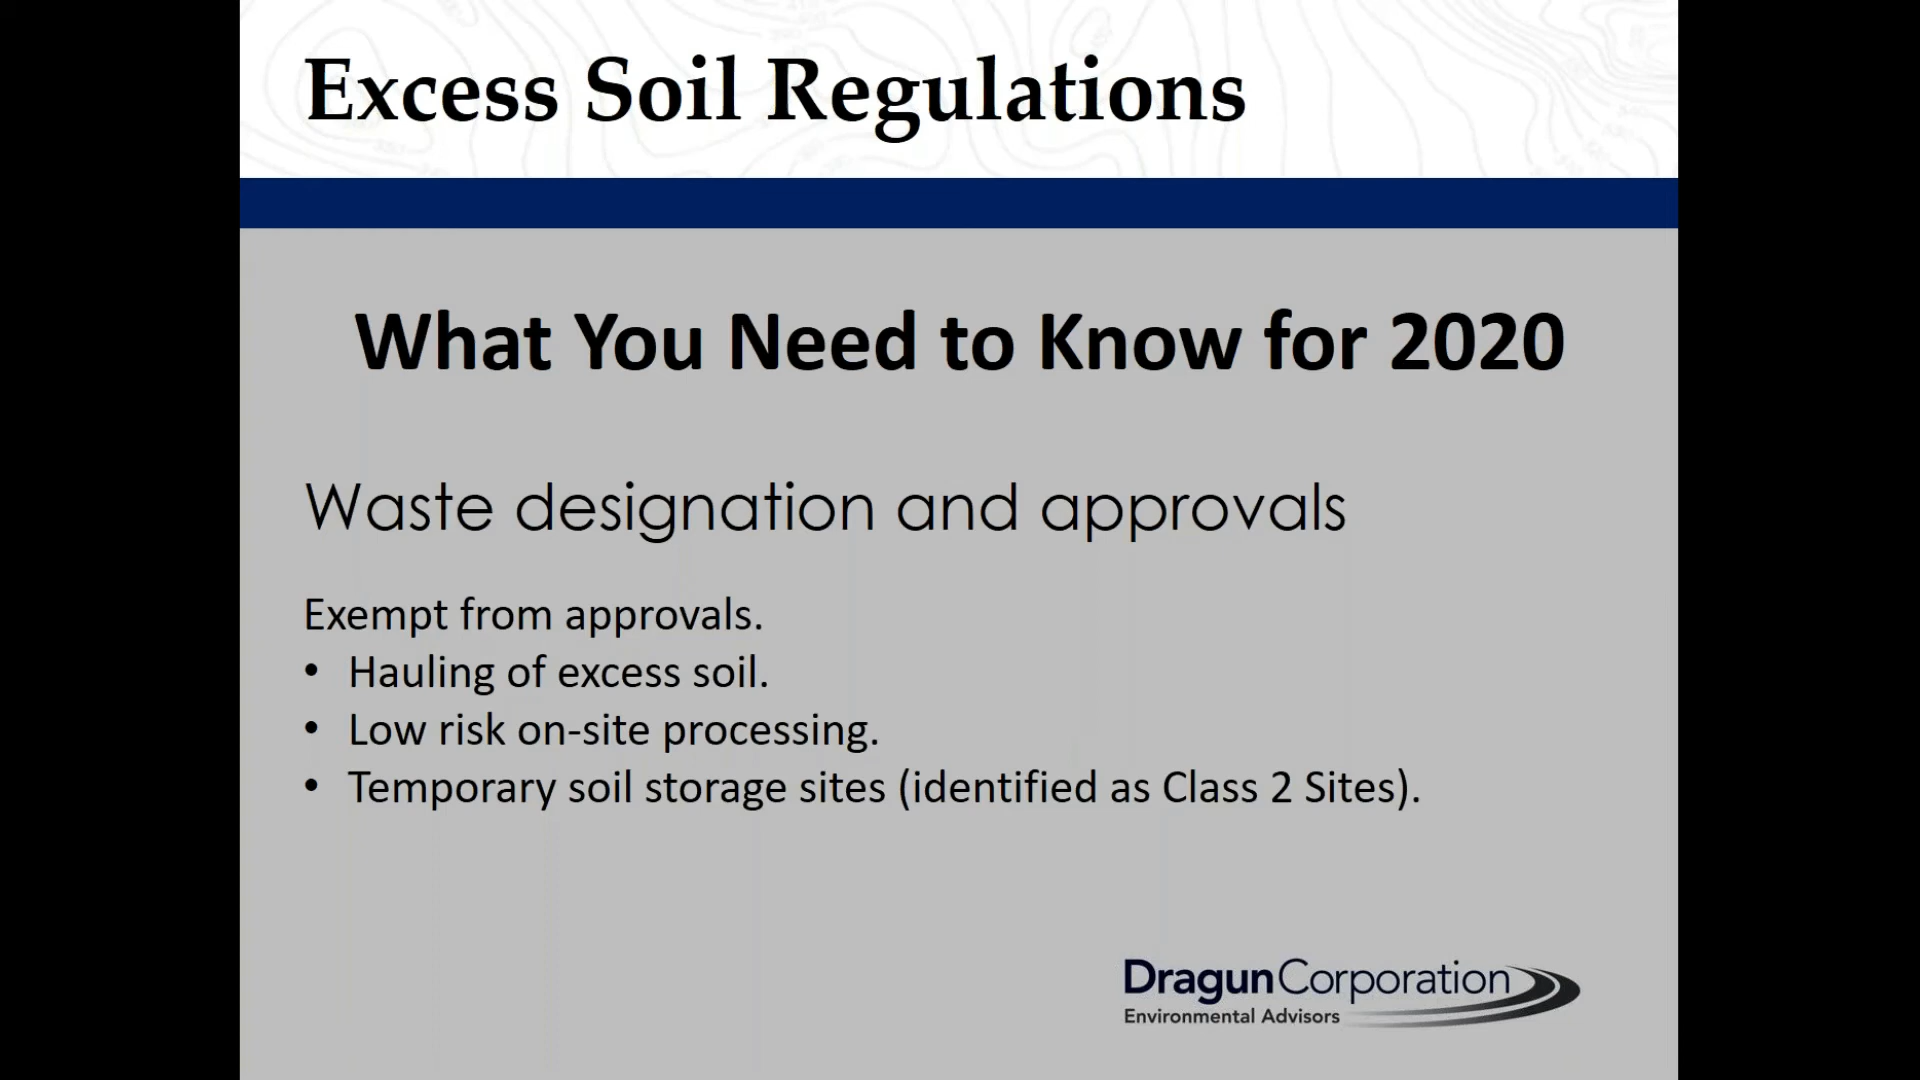 Excess Soil Regulations
What You Need to Know for 2020
Waste designation and approvals
Exempt from approvals.
• Hauling of excess soil.
• Low risk on-site processing.
• Temporary soil storage sites (identified as Class 2 Sites).
DragunCorporation
Environmental Advisors